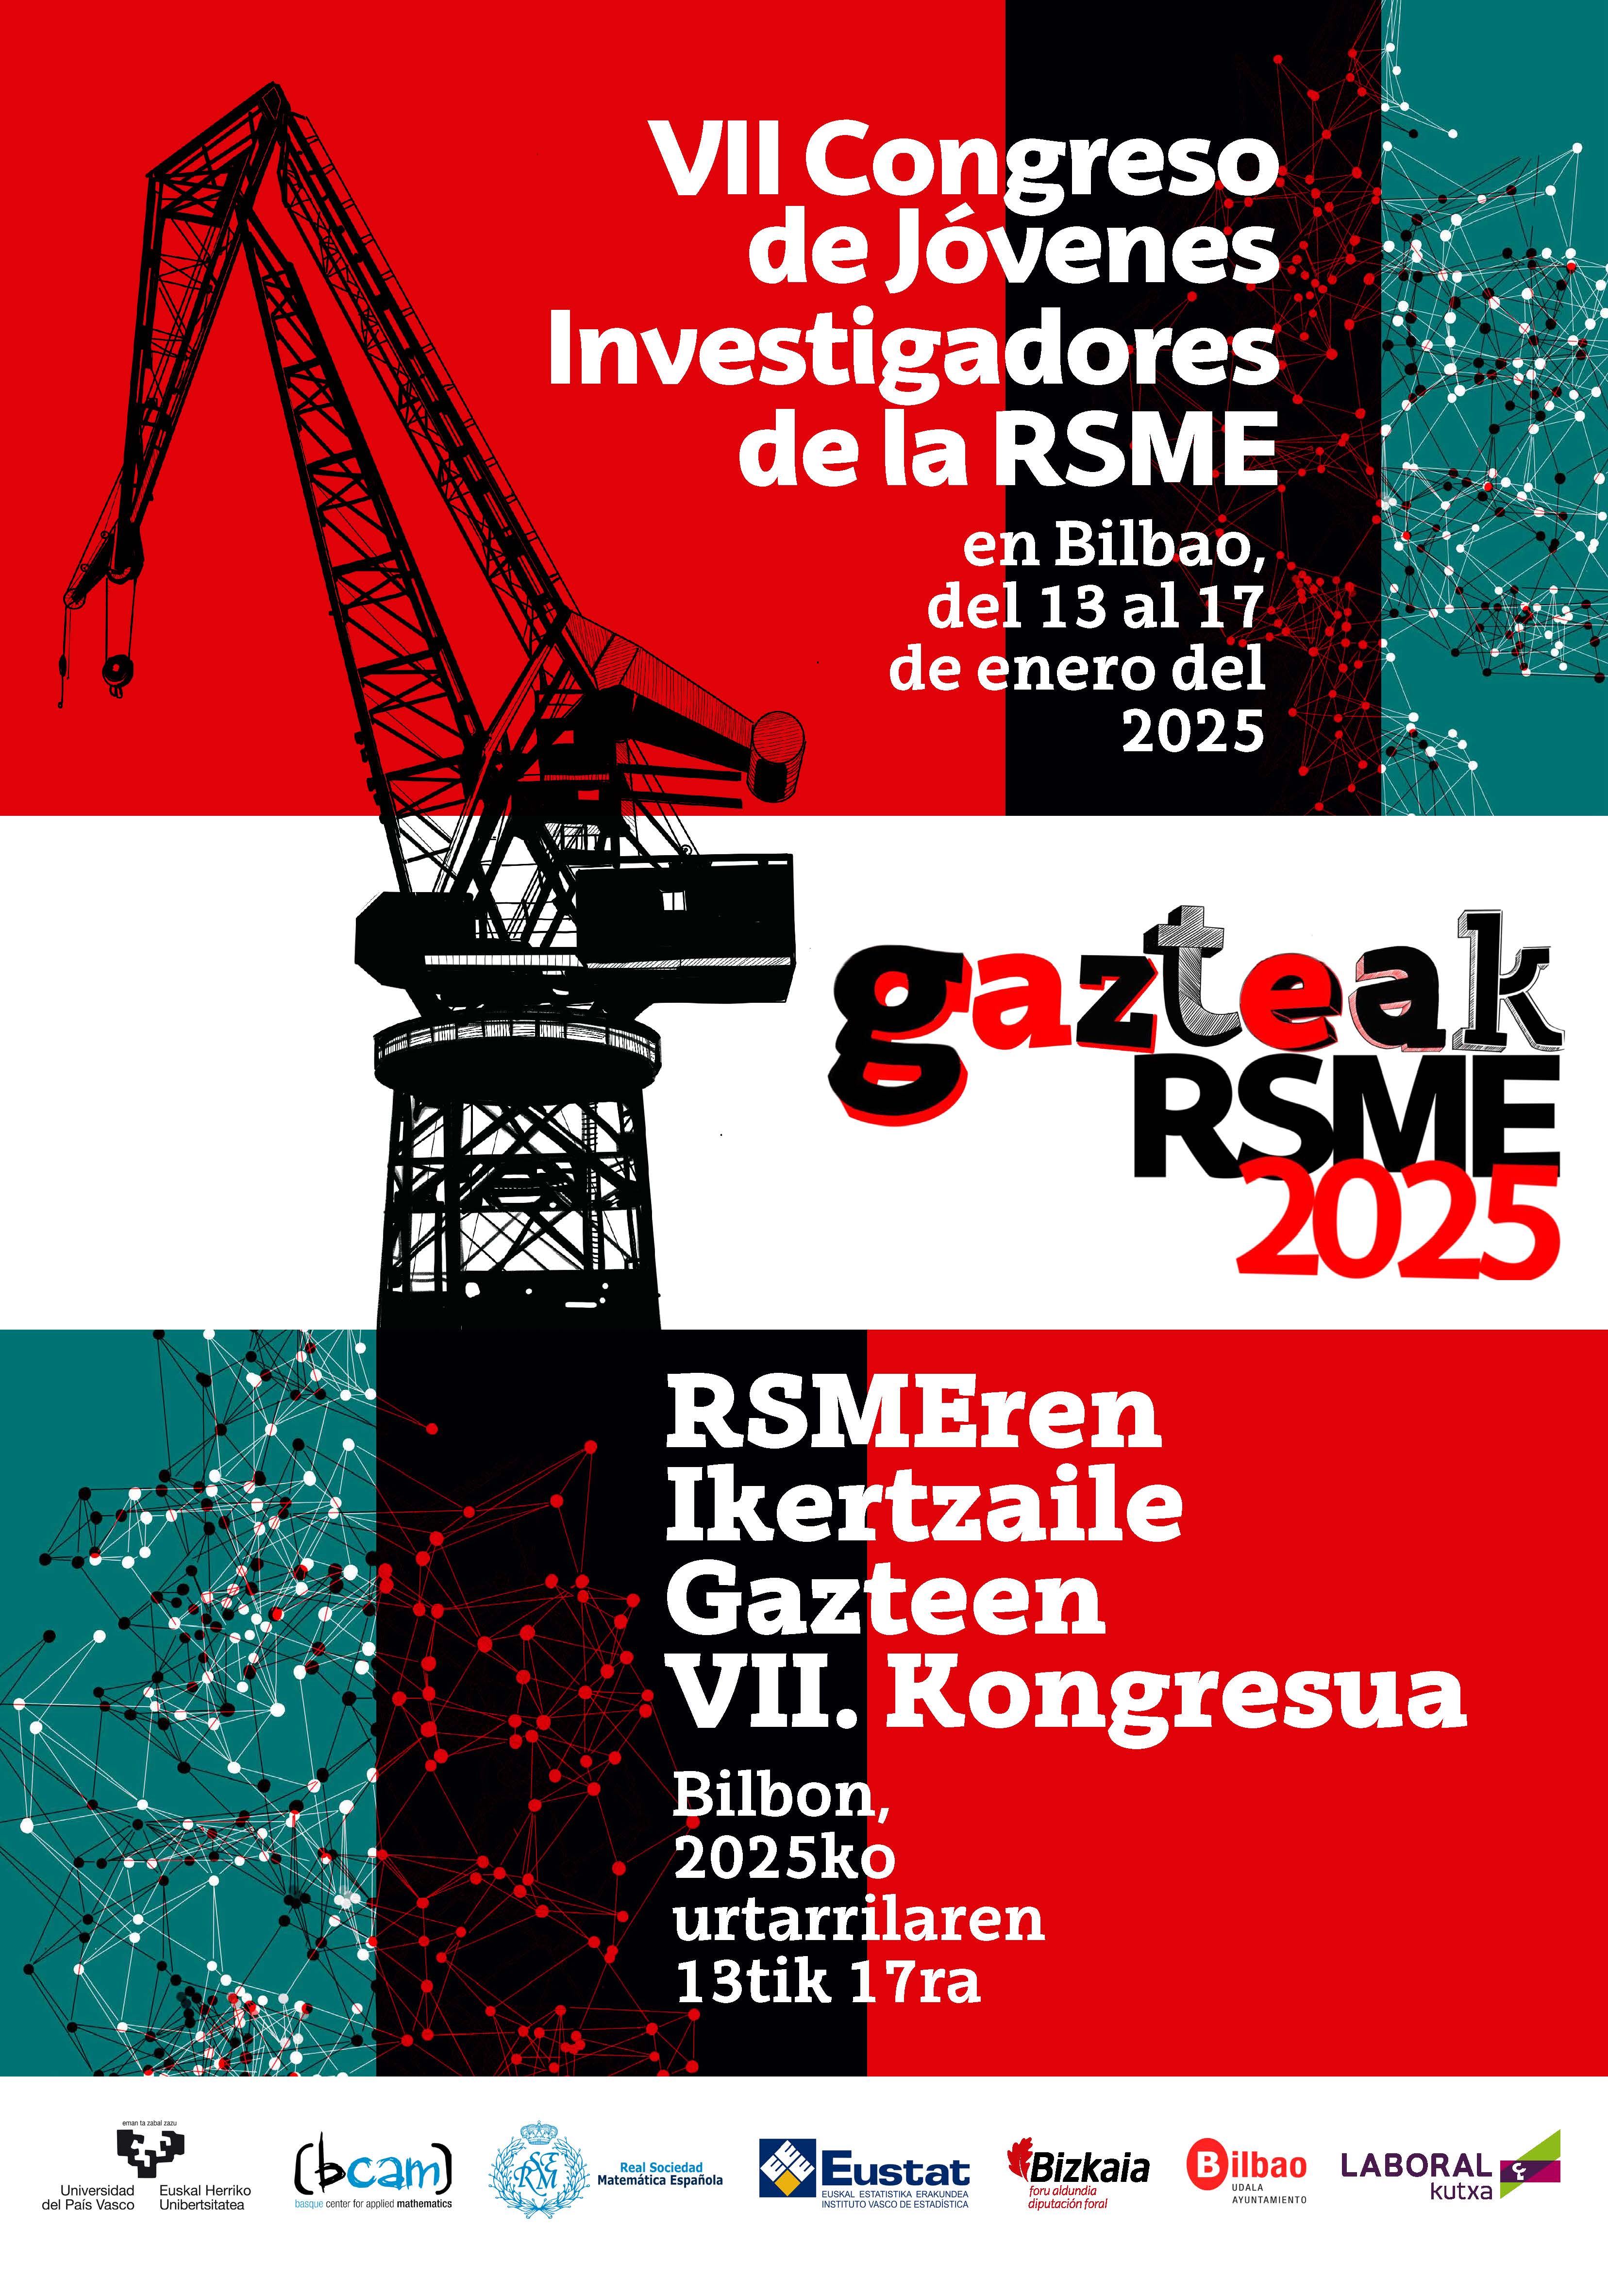 VII Congreso
de Jóvenes
Investigadores
de la RSME
en Bilbao,
del 13 al 17
de enero del
2025
gazteak
RSME
2025
RSMEren
Ikertzaile
Gazteen
VII. Kongresua
Bilbon,
2025ko
urtarrilaren
13tik 17ra
eman ta zabal zazu
Universidad
del País Vasco
Euskal Herriko
Unibertsitatea
(bcam)
basque center for applied mathematics
RSME
Real Sociedad
Matemática Española
Eustat
EUSKAL ESTATISTIKA ERAKUNDEA
INSTITUTO VASCO DE ESTADÍSTICA
Bizkaia
foru aldundia
diputación foral
Bilbao
UDALA
AYUNTAMIENTO
LABORAL
kutxa